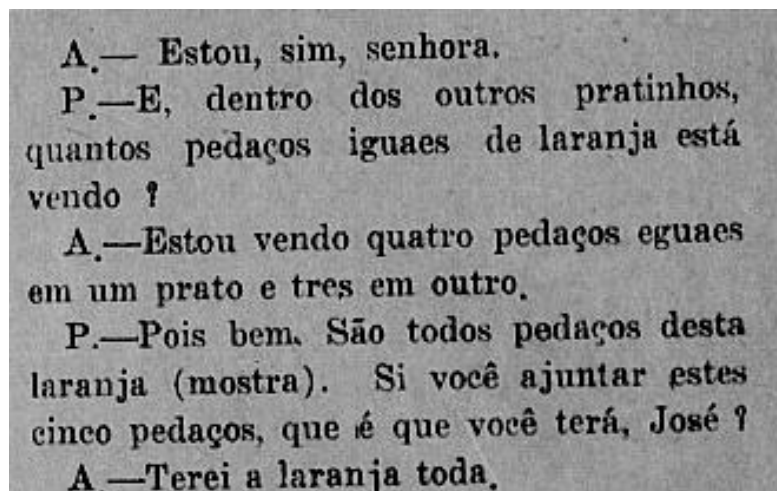 A.— Estou, sim, senhora.
P.—E, dentro dos outros pratinhos,
quantos pedaços iguaes de laranja está
vendo ?
A.—Estou vendo quatro pedaços eguaes
em um prato e tres em outro.
P.—Pois bem. São todos pedaços desta
laranja (mostra). Si você ajuntar estes
cinco pedaços, que é que você terá, José ?
A.—Terei a laranja toda.